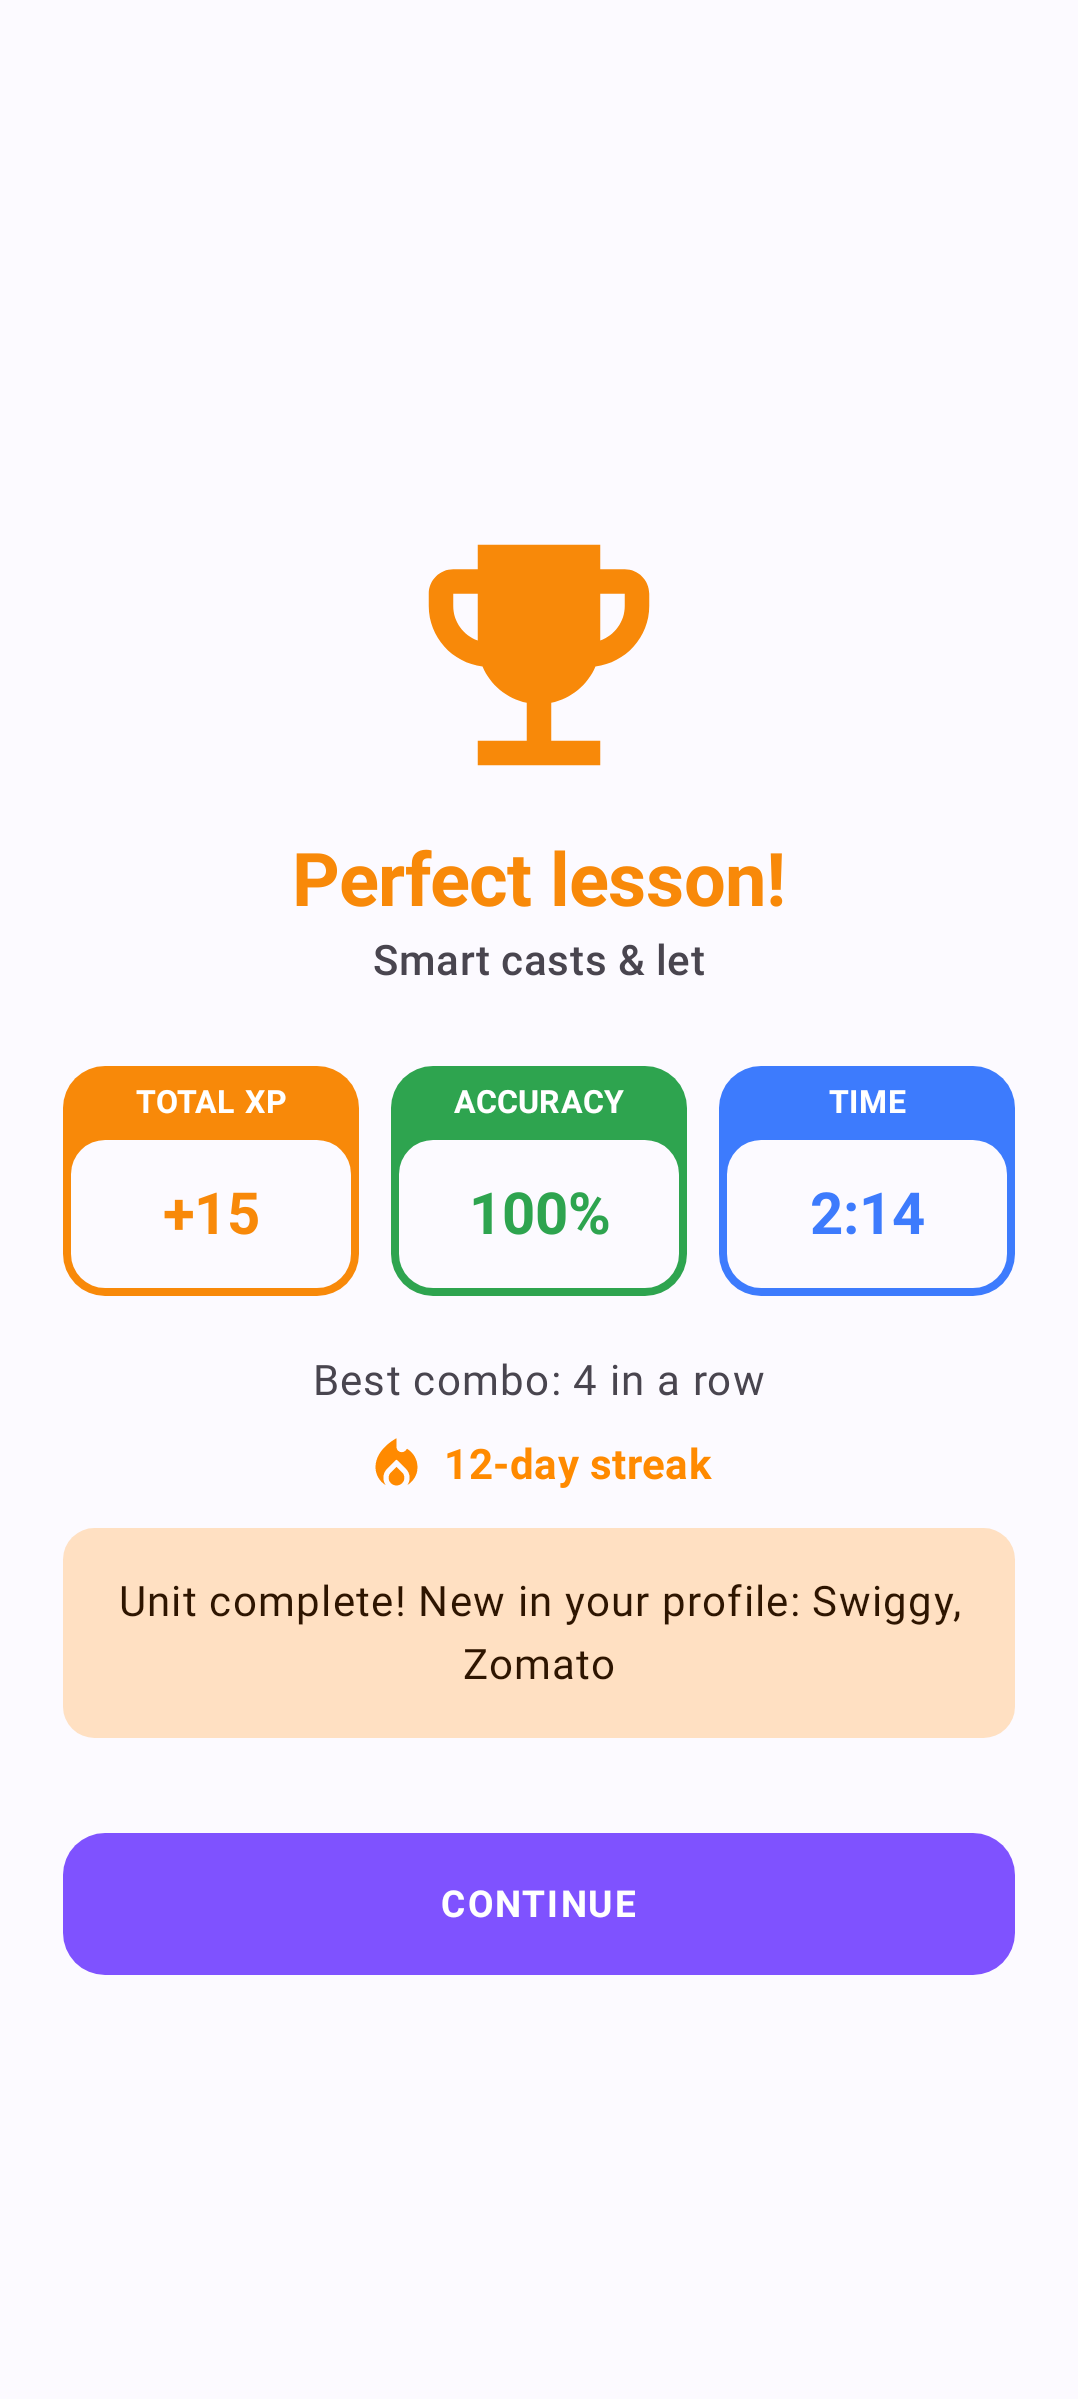 Perfect lesson!
Smart casts & let
TOTAL XP
+15
ACCURACY
100%
TIME
2:14
Best combo: 4 in a row
12-day streak
Unit complete! New in your profile: Swiggy,
Zomato
CONTINUE